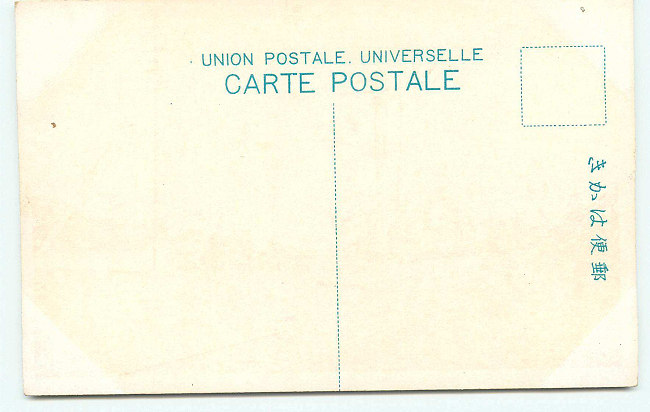 UNION POSTALE. UNIVERSELLE
CARTE POSTALE
郵便はかき